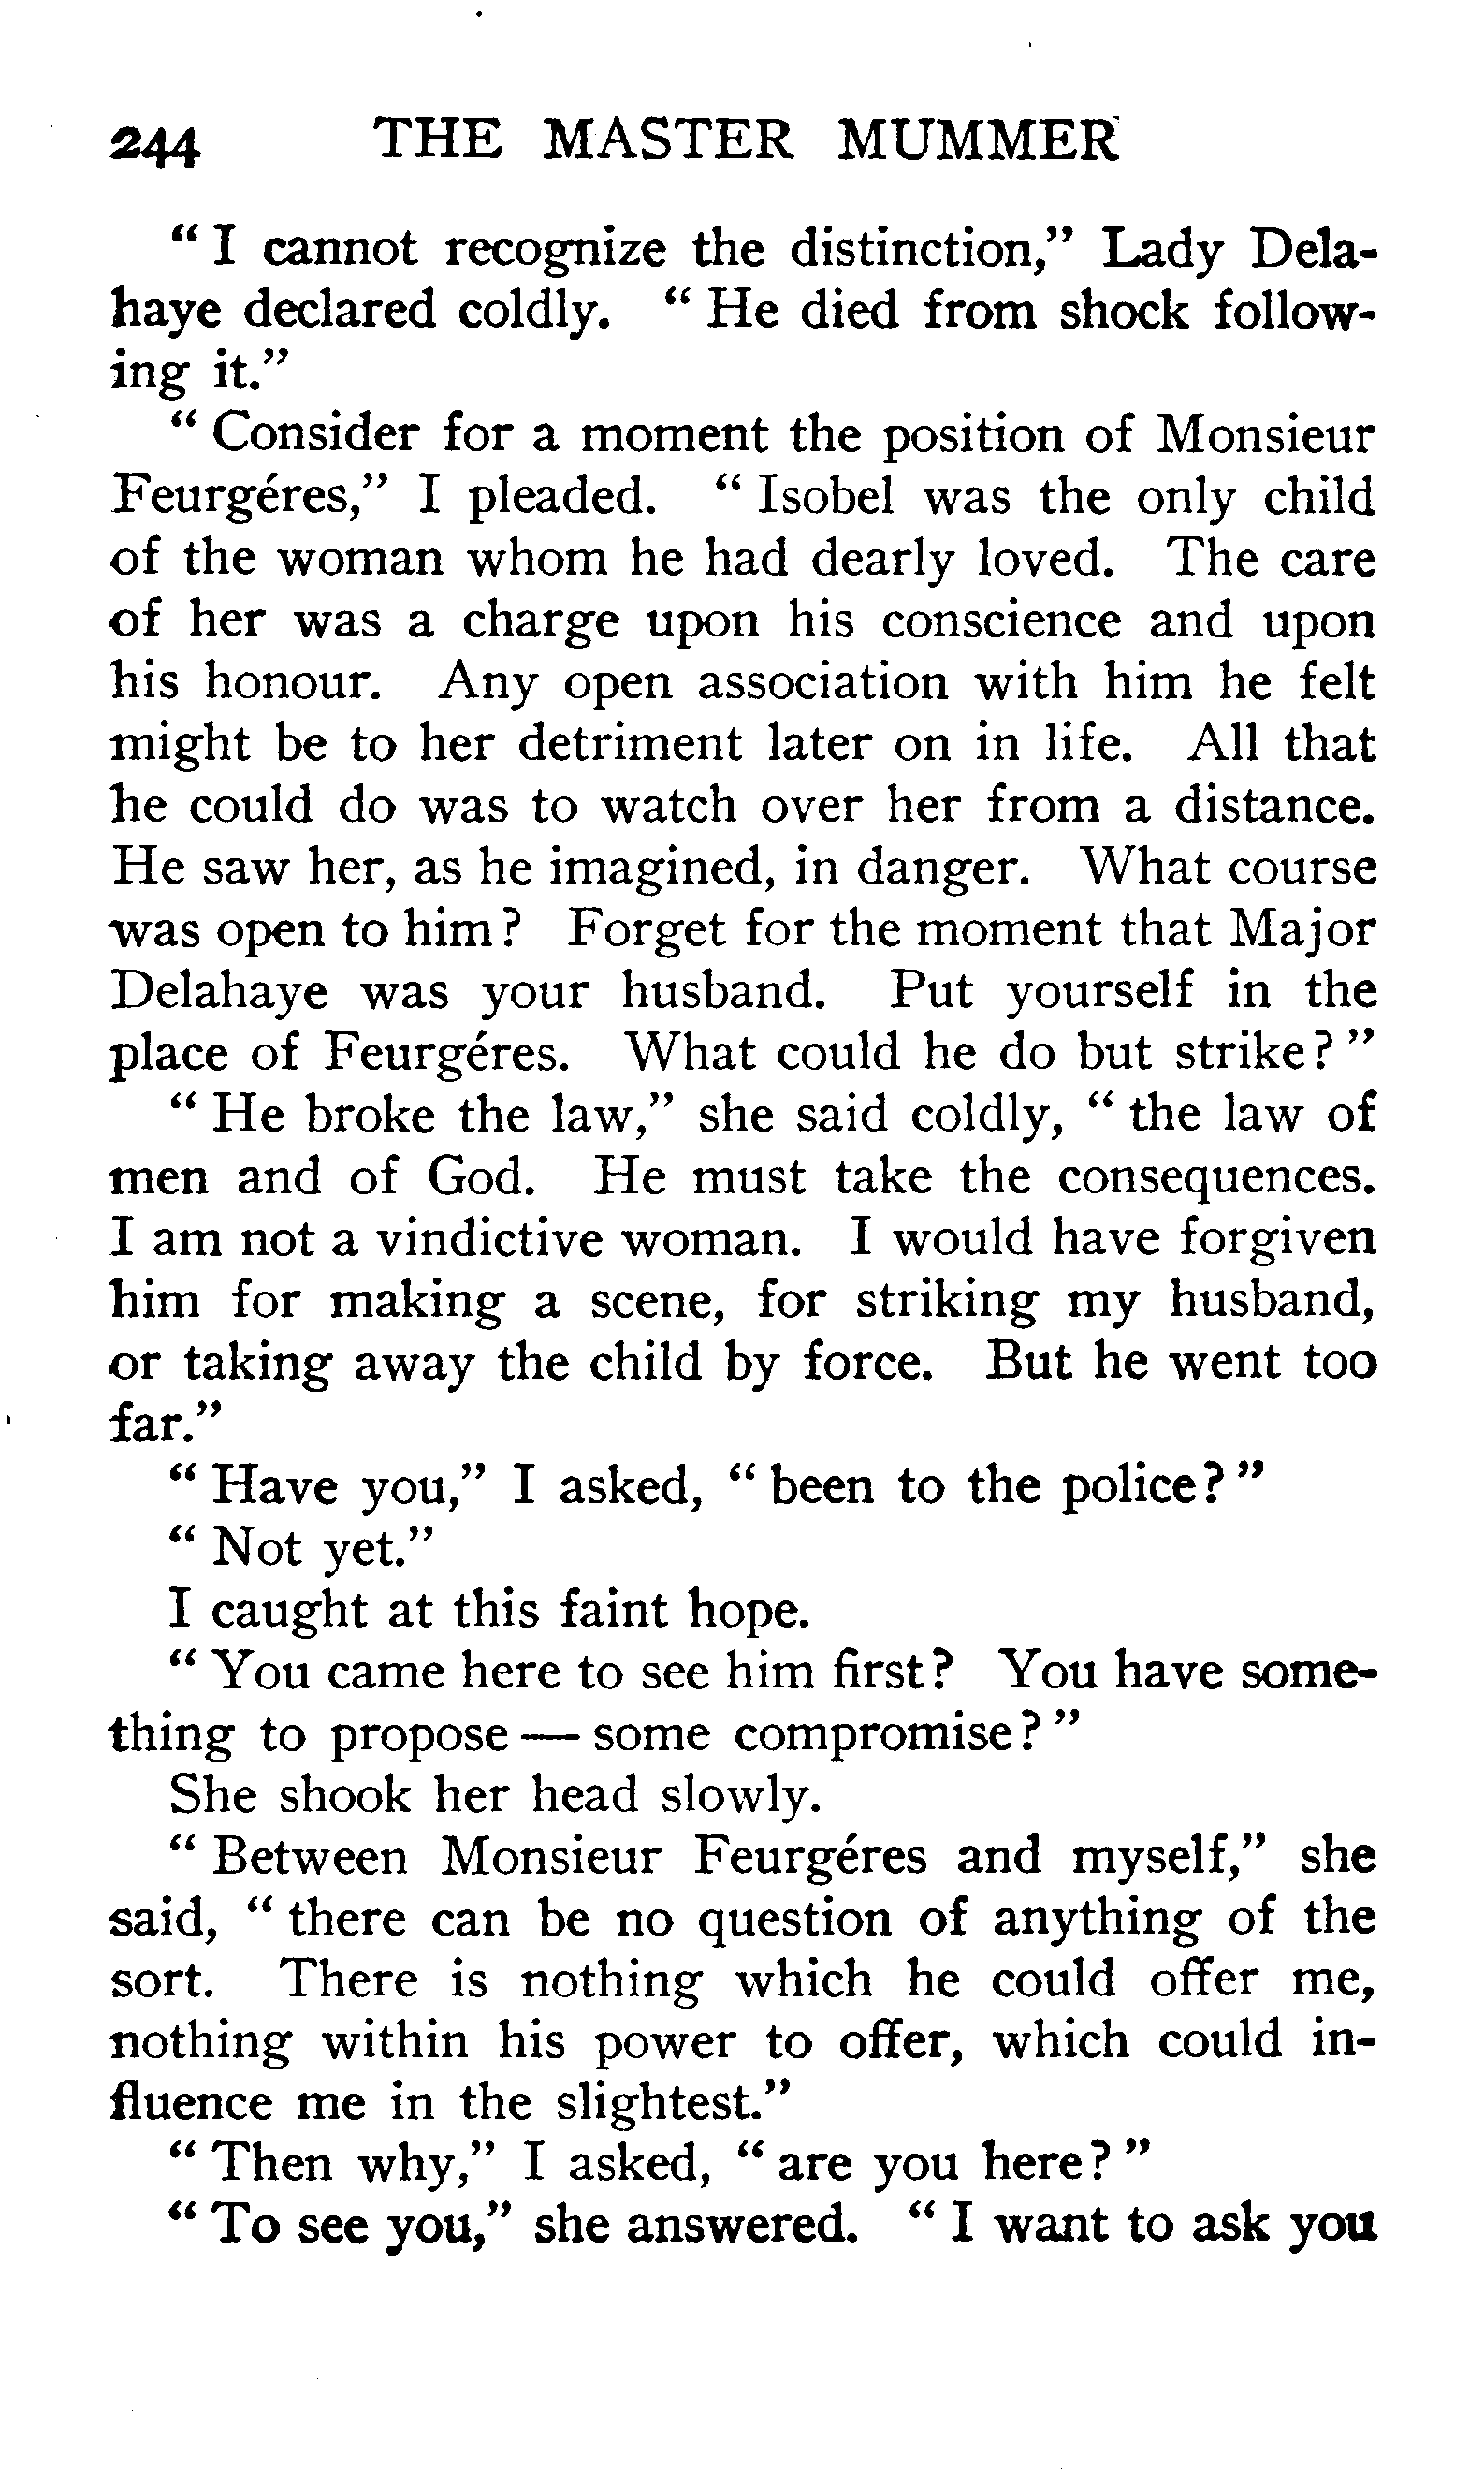 244 THE MASTER MUMMER
“ I cannot recognize the distinction,” Lady Dela-
haye declared coldly. “ He died from shock follow-
ing it.”
“ Consider for a moment the position of Monsieur
Feurgéres,” I pleaded. “ Isobel was the only child
of the woman whom he had dearly loved. The care
of her was a charge upon his conscience and upon
his honour. Any open association with him he felt
might be to her detriment later on in life. All that
he could do was to watch over her from a distance.
He saw her, as he imagined, in danger. What course
was open to him? Forget for the moment that Major
Delahaye was your husband. Put yourself in the
place of Feurgéres. What could he do but strike? ”
“ He broke the law,” she said coldly, “ the law of
men and of God. He must take the consequences.
I am not a vindictive woman. I would have forgiven
him for making a scene, for striking my husband,
or taking away the child by force. But he went too
far.”
“ Have you,” I asked, “ been to the police? ”
“ Not yet.”
I caught at this faint hope.
“ You came here to see him first? You have some-
thing to propose — some compromise? ”
She shook her head slowly.
“ Between Monsieur Feurgéres and myself,” she
said, “ there can be no question of anything of the
sort. There is nothing which he could offer me,
nothing within his power to offer, which could in-
fluence me in the slightest.”
“ Then why,” I asked, “ are you here? ”
“ To see you,” she answered. “ I want to ask you